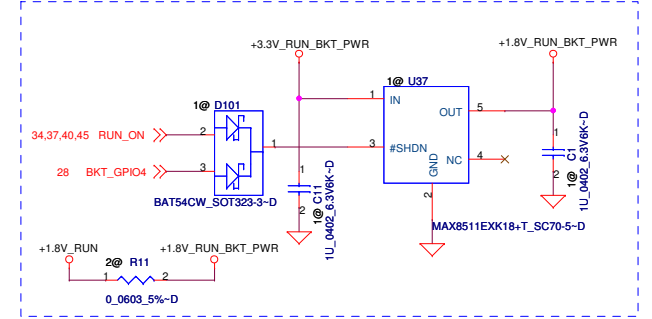 +3.3V_RUN_BKT_PWR
+1.8V_RUN_BKT_PWR
1@ U37
1@ D101
1 IN
OUT 5
34,37,40,45 RUN_ON 2
1
3 #SHDN
28 BKT_GPIO4 3
NC 4
GND
2
BAT54CW_SOT323-3~D
MAX8511EXK18+T_SC70-5~D
1
2
1@ C11
1U_0402_6.3V6K~D
1
2
1@ C1
1U_0402_6.3V6K~D
+1.8V_RUN
+1.8V_RUN_BKT_PWR
2@ R11
1 2
0_0603_5%~D